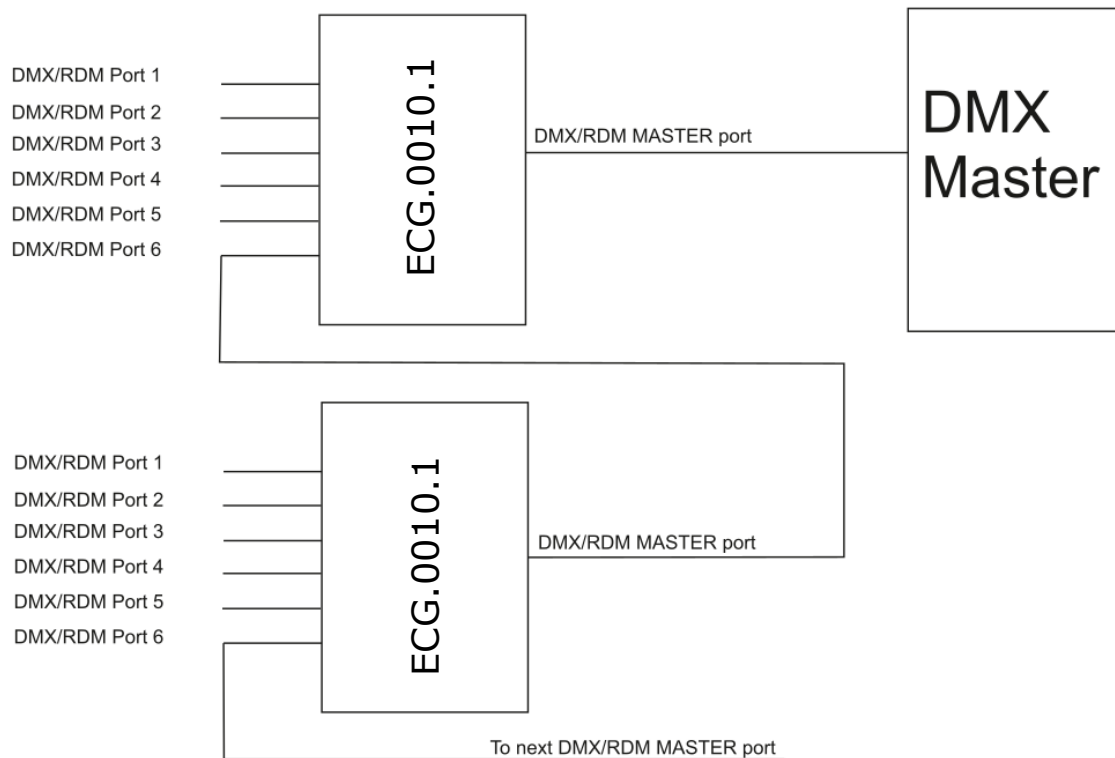 DMX/RDM Port 1
DMX/RDM Port 2
DMX/RDM Port 3
DMX/RDM Port 4
DMX/RDM Port 5
DMX/RDM Port 6
ECG.0010.1
DMX/RDM MASTER port
DMX
Master
DMX/RDM Port 1
DMX/RDM Port 2
DMX/RDM Port 3
DMX/RDM Port 4
DMX/RDM Port 5
DMX/RDM Port 6
ECG.0010.1
DMX/RDM MASTER port
To next DMX/RDM MASTER port